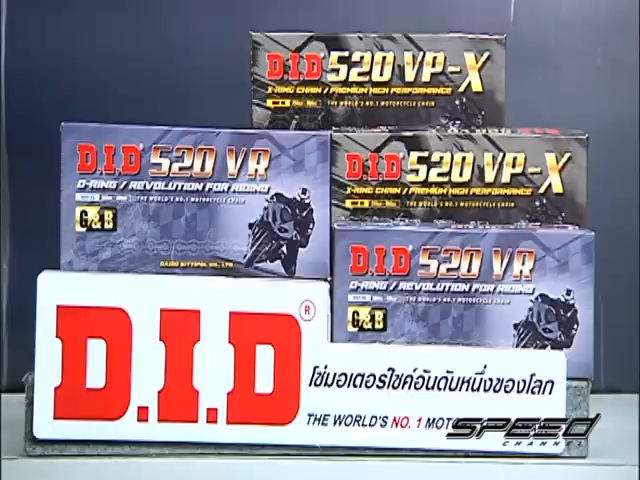 D.I.D 520 VP-X
X-RING CHAIN / PREMIUM HIGH PERFORMANCE
THE WORLD'S NO.1 MOTORCYCLE CHAIN
D.I.D 520 VR
O-RING / REVOLUTION FOR RIDING
THE WORLD'S NO.1 MOTORCYCLE CHAIN
G&B
D.I.D 520 VP-X
X-RING CHAIN / PREMIUM HIGH PERFORMANCE
THE WORLD'S NO.1 MOTORCYCLE CHAIN
D.I.D 520 VR
O-RING / REVOLUTION FOR RIDING
THE WORLD'S NO.1 MOTORCYCLE CHAIN
G&B
D.I.D ®
โซ่มอเตอร์ไซค์อันดับหนึ่งของโลก
THE WORLD'S NO. 1 MOTO
SPEED
CHANNEL